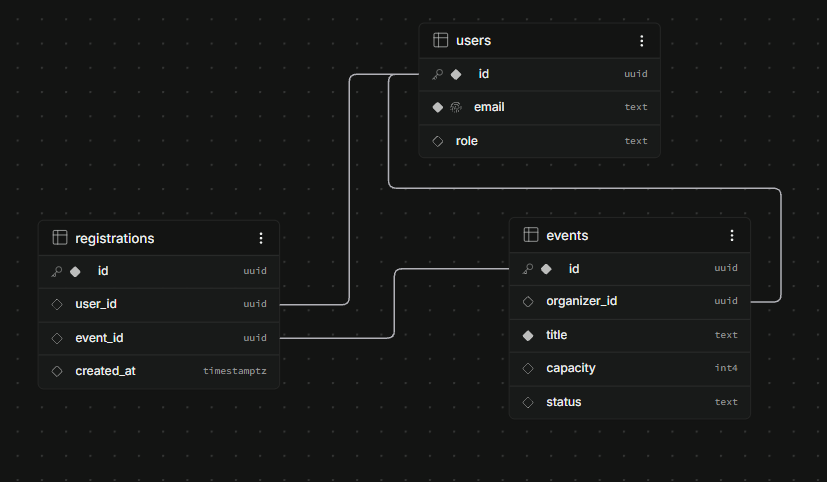 users
id uuid
email text
role text
registrations
id uuid
user_id uuid
event_id uuid
created_at timestamptz
events
id uuid
organizer_id uuid
title text
capacity int4
status text